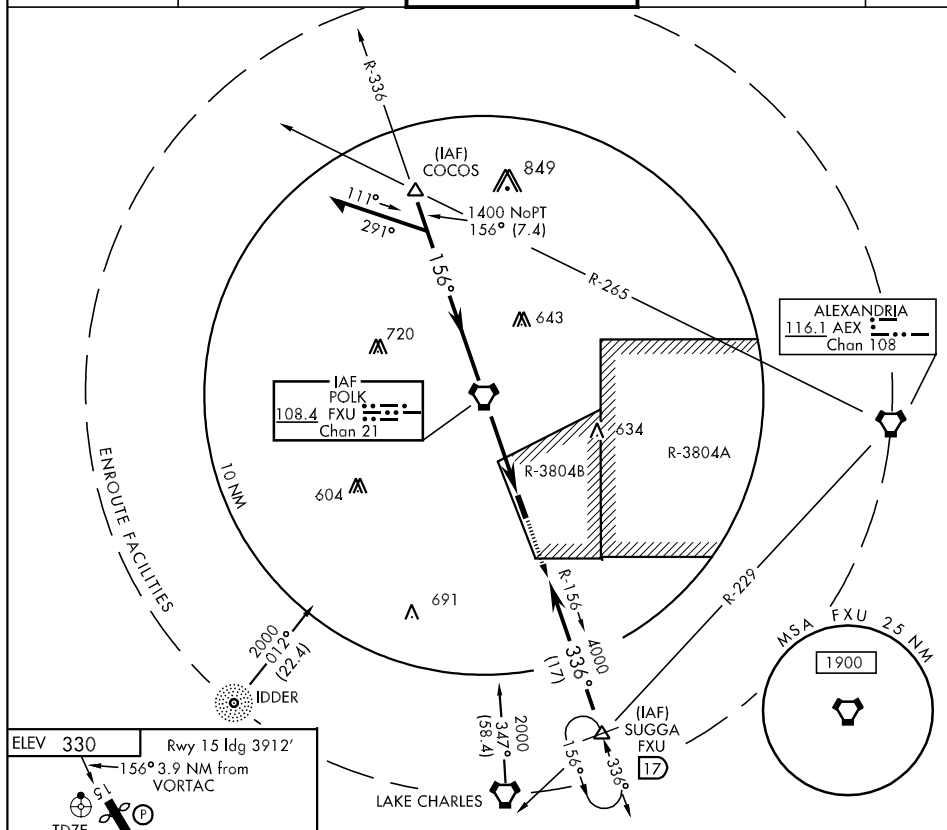 R-336
(IAF)
COCOS
849
111°
291°
1400 NoPT
156° (7.4)
156°
R-265
ALEXANDRIA
116.1 AEX
Chan 108
720
643
IAF
POLK
108.4 FXU
Chan 21
634
R-3804A
R-3804B
604
10 NM
ENROUTE FACILITIES
691
R-156
R-229
4000
336°
(17)
2000
012°
(22.4)
IDDER
2000
347°
(58.4)
LAKE CHARLES
(IAF)
SUGGA
FXU
17
156°
336°
MSA FXU 25 NM
1900
ELEV 330
Rwy 15 ldg 3912'
156° 3.9 NM from
VORTAC
15
P
TDZE